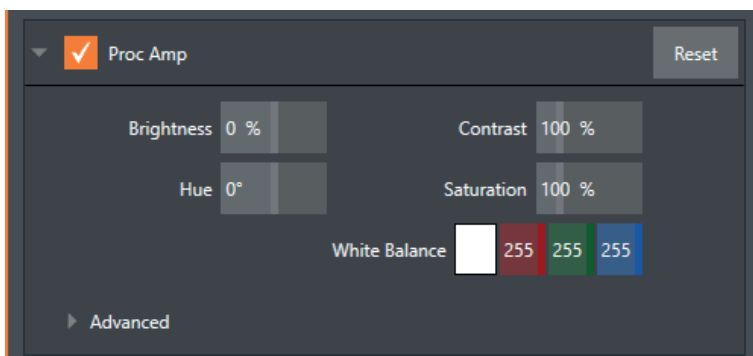 Proc Amp Reset
Brightness 0 % Contrast 100 %
Hue 0° Saturation 100 %
White Balance 255 255 255
Advanced